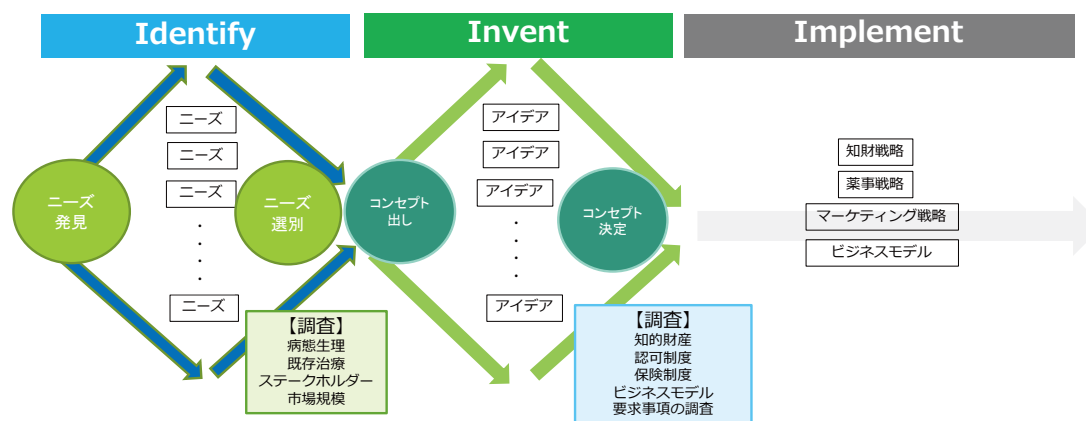 Identify
Invent
Implement
ニーズ
発見
ニーズ
ニーズ
ニーズ
・
・
・
・
ニーズ
ニーズ
選別
【調査】
病態生理
既存治療
ステークホルダー
市場規模
コンセプト
出し
アイデア
アイデア
アイデア
・
・
・
・
アイデア
コンセプト
決定
【調査】
知的財産
認可制度
保険制度
ビジネスモデル
要求事項の調査
知財戦略
薬事戦略
マーケティング戦略
ビジネスモデル